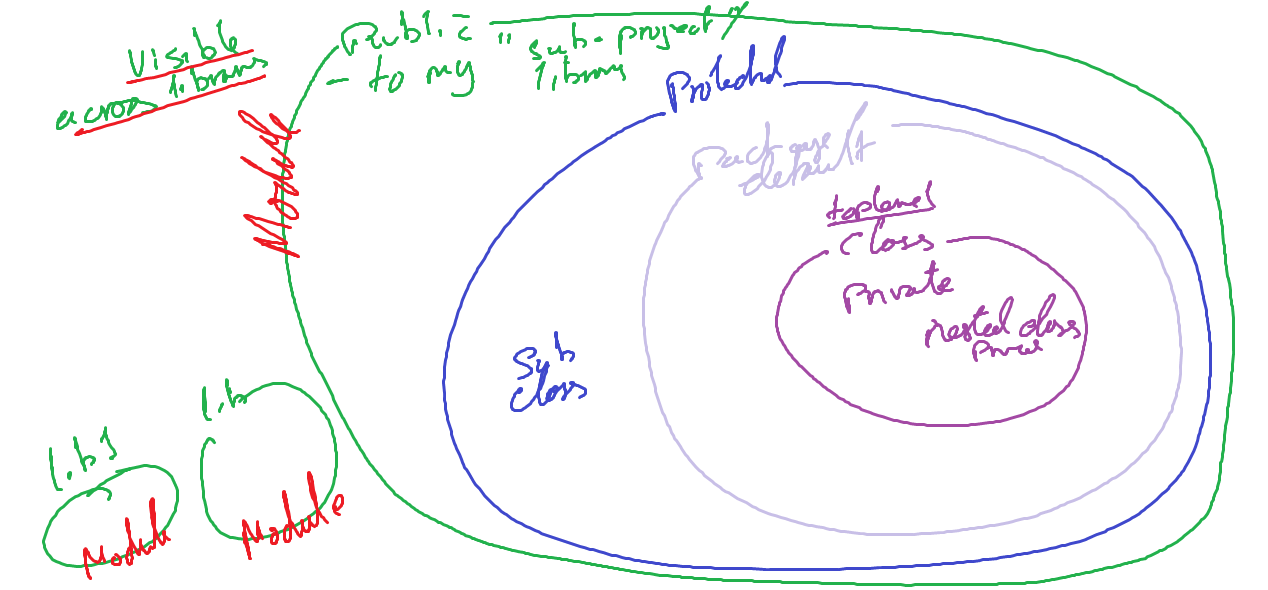 Visible
across libraries
Public " sub-project "/
- to my library
Module
Protected
Package
default
toplevel
class
private
nested class
Sub
class
lib
lib1
Module
Module